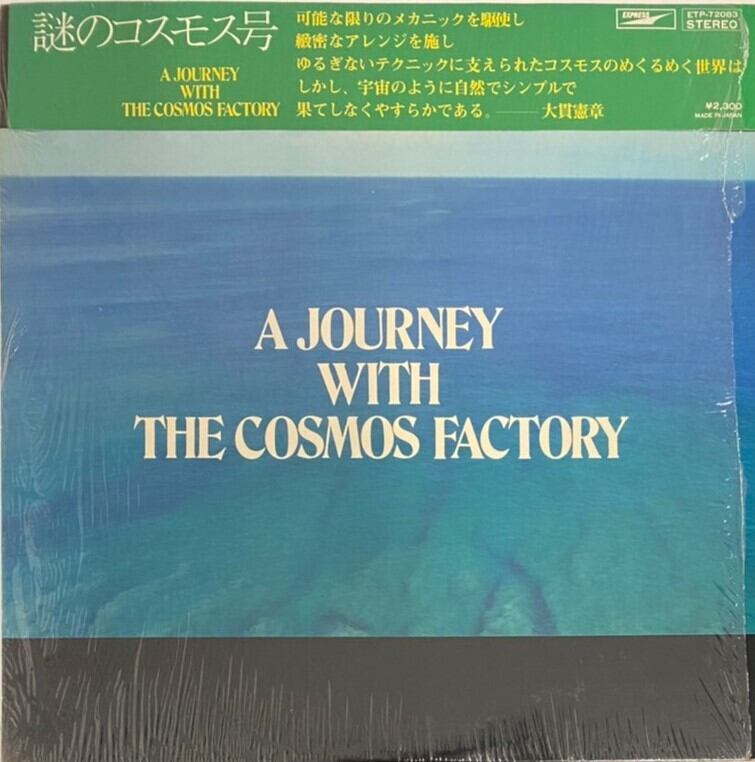 謎のコスモス号
A JOURNEY
WITH
THE COSMOS FACTORY
可能な限りのメカニックを駆使し
緻密なアレンジを施し
ゆるぎないテクニックに支えられたコスモスのめくるめく世界は
しかし、宇宙のように自然でシンプルで
果てしなくやすらかである。——大貫憲章
EXPRESS
ETP-72083
STEREO
¥2,300
MADE IN JAPAN
A JOURNEY
WITH
THE COSMOS FACTORY